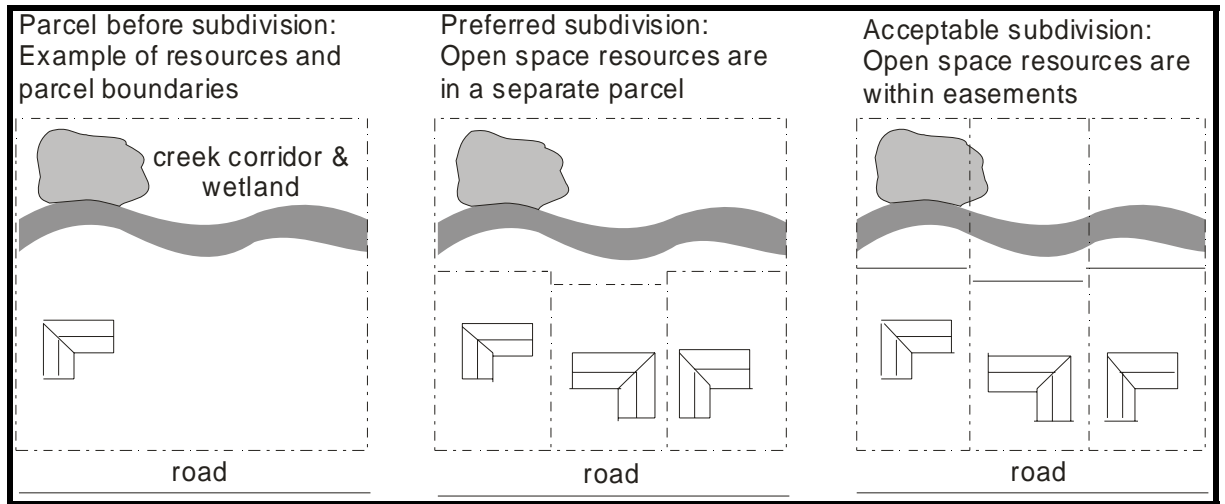 Parcel before subdivision:
Example of resources and
parcel boundaries
creek corridor &
wetland
road
Preferred subdivision:
Open space resources are
in a separate parcel
road
Acceptable subdivision:
Open space resources are
within easements
road